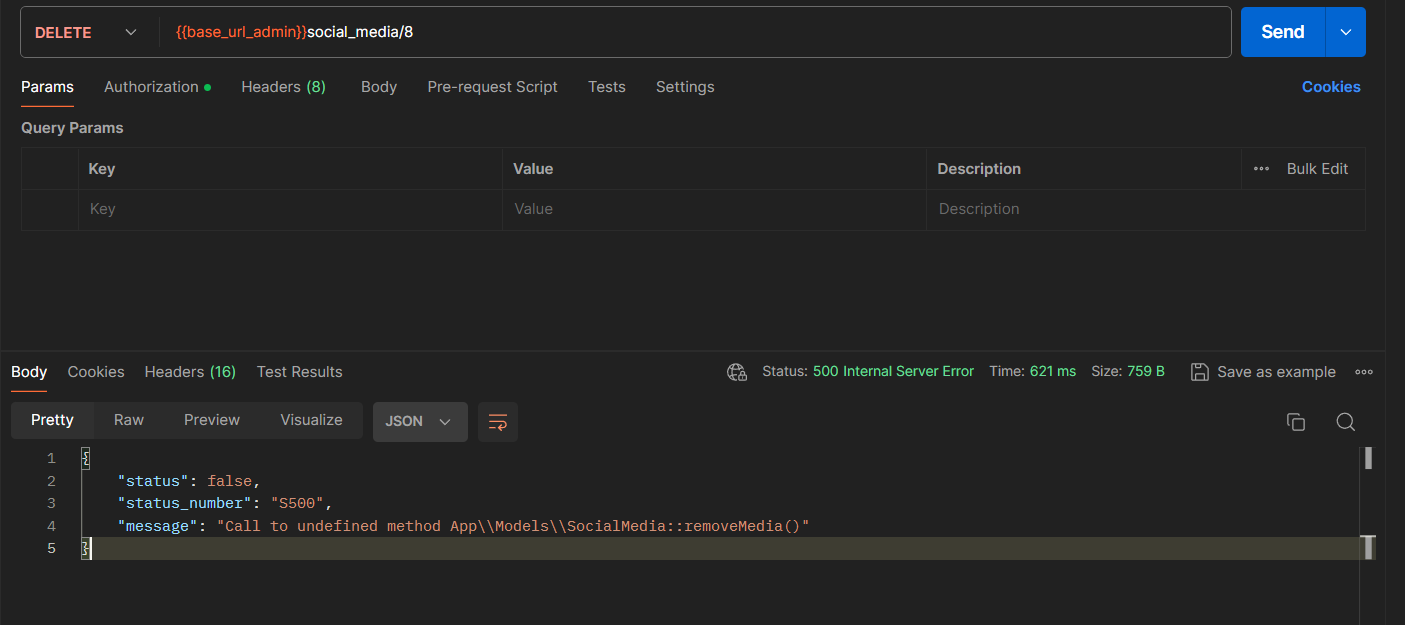 DELETE {{base_url_admin}}social_media/8 Send
Params Authorization Headers (8) Body Pre-request Script Tests Settings Cookies
Query Params
Key Value Description Bulk Edit
Key Value Description
Body Cookies Headers (16) Test Results Status: 500 Internal Server Error Time: 621 ms Size: 759 B Save as example
Pretty Raw Preview Visualize JSON
1 {
2 "status": false,
3 "status_number": "S500",
4 "message": "Call to undefined method App\\Models\\SocialMedia::removeMedia()"
5 }